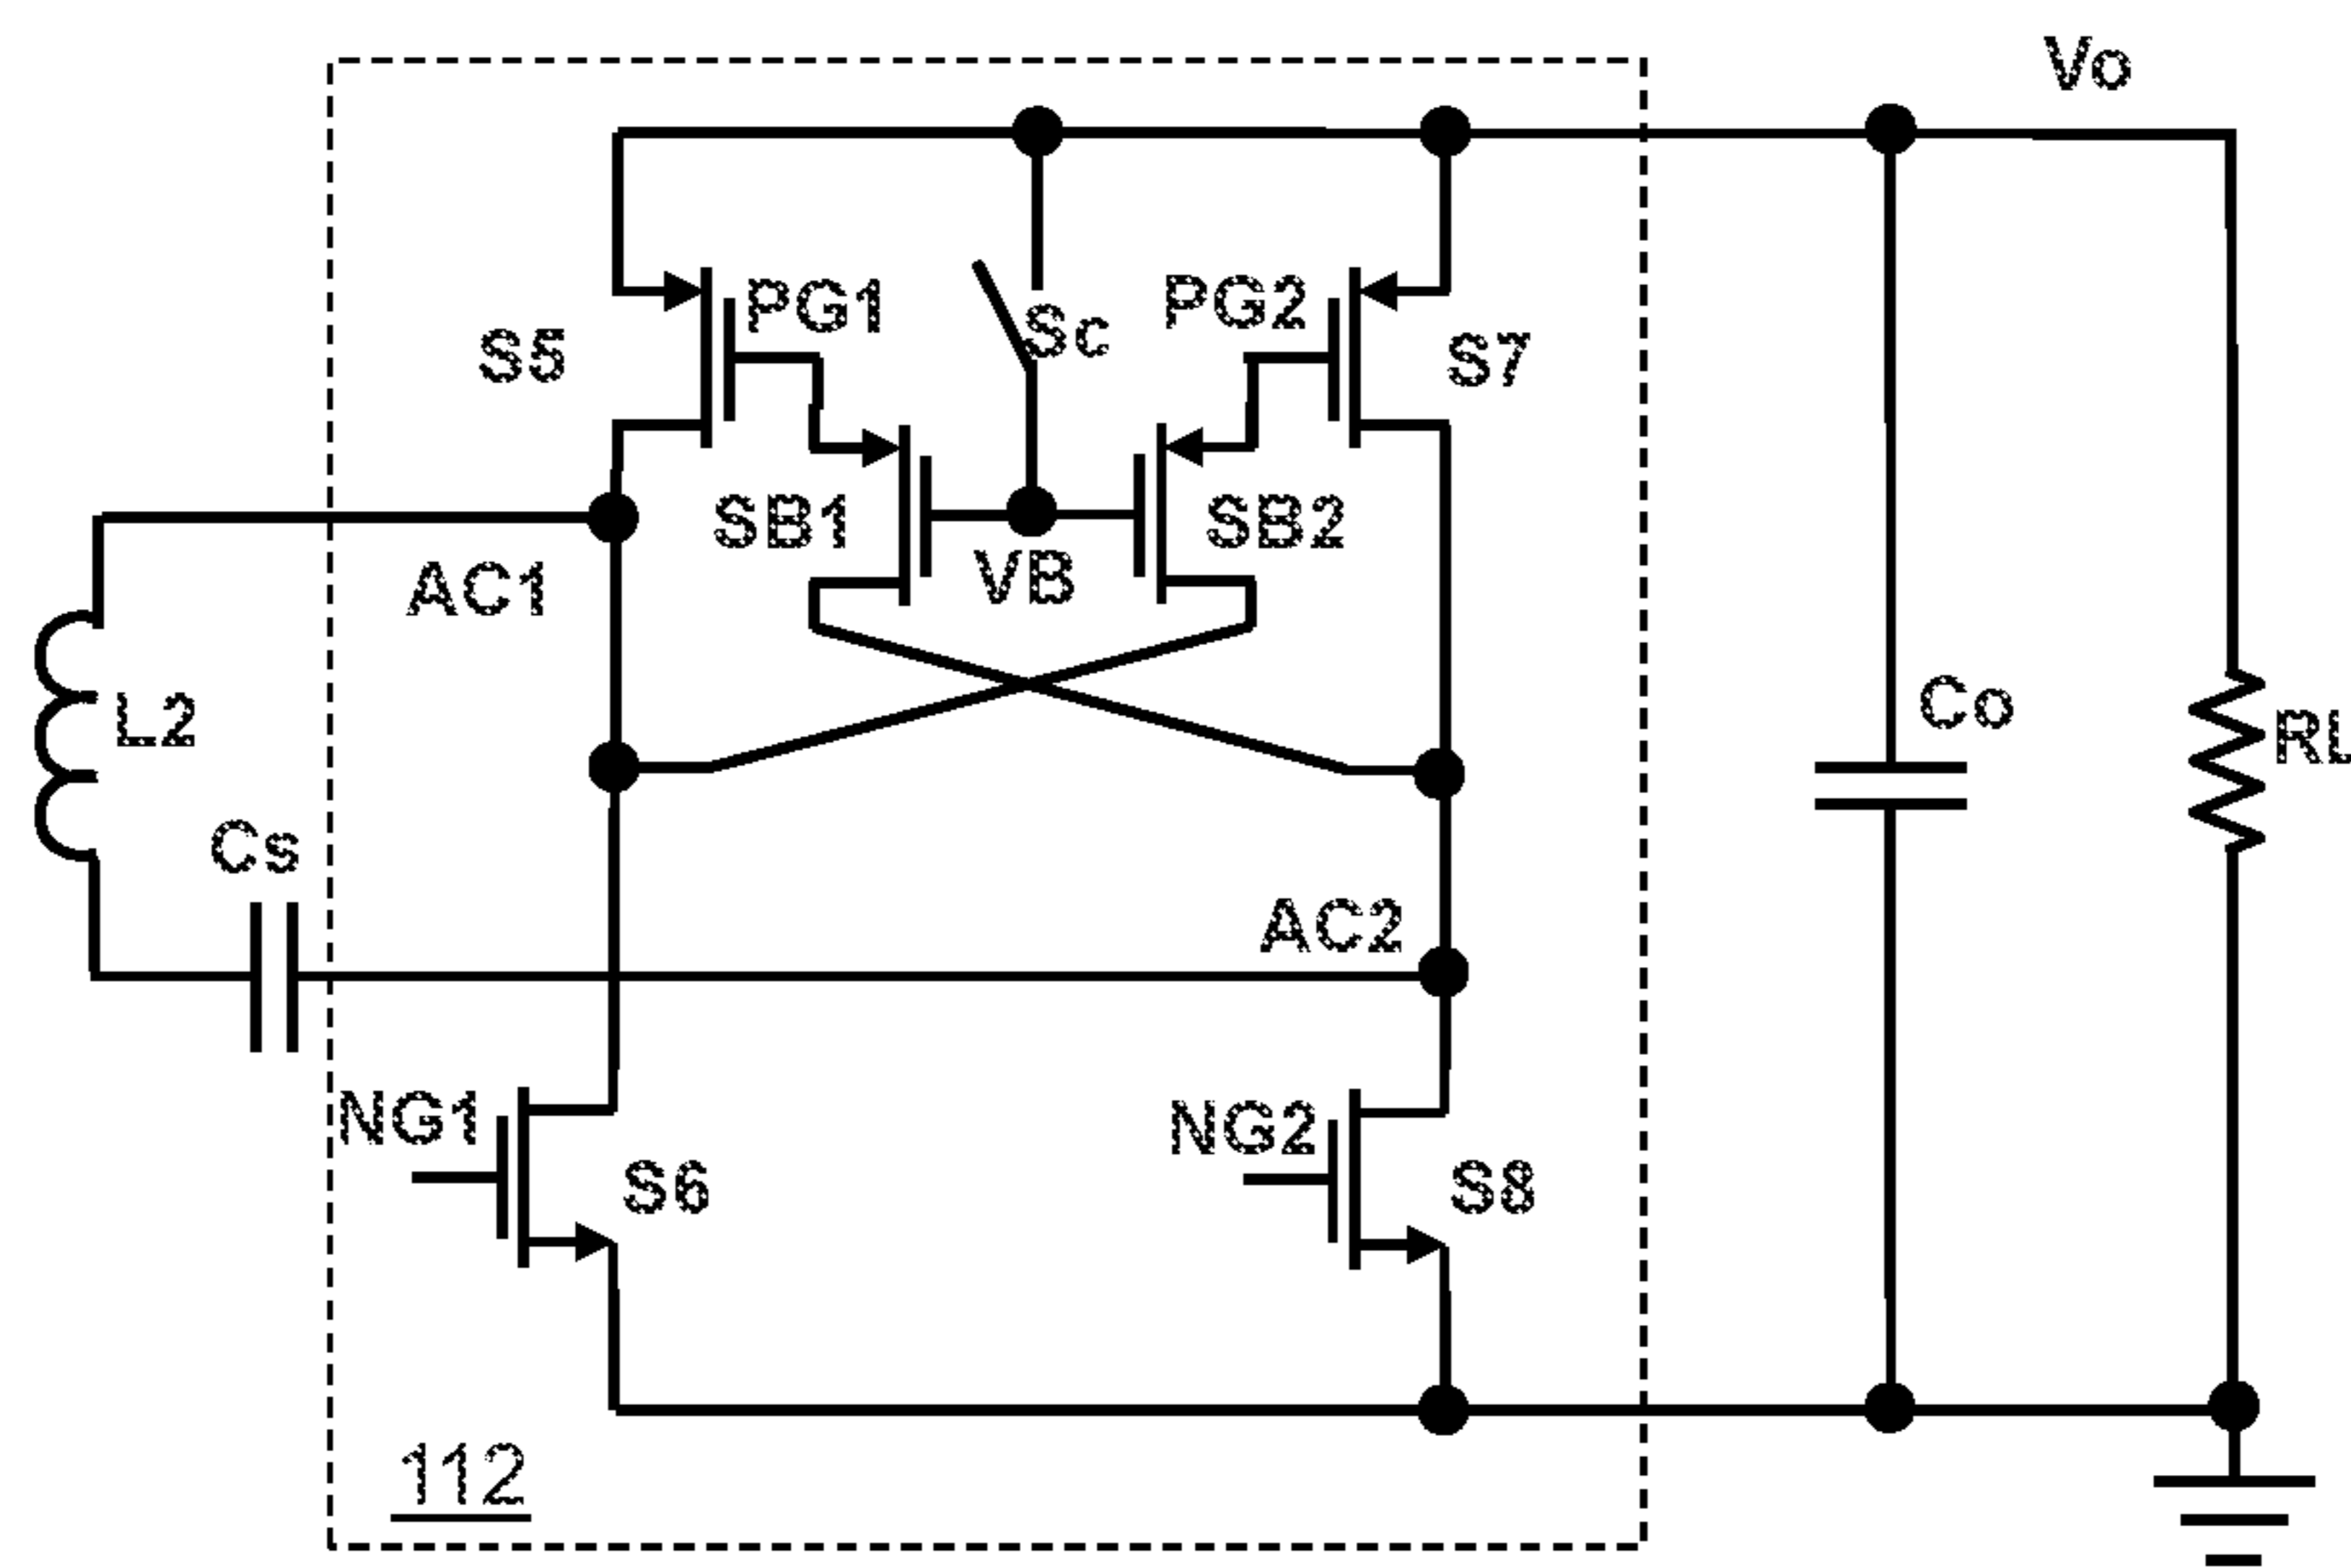 Vo
PG1
PG2
Sc
S5
S7
SB1
SB2
VB
AC1
L2
Co
RL
Cs
AC2
NG1
NG2
S6
S8
112